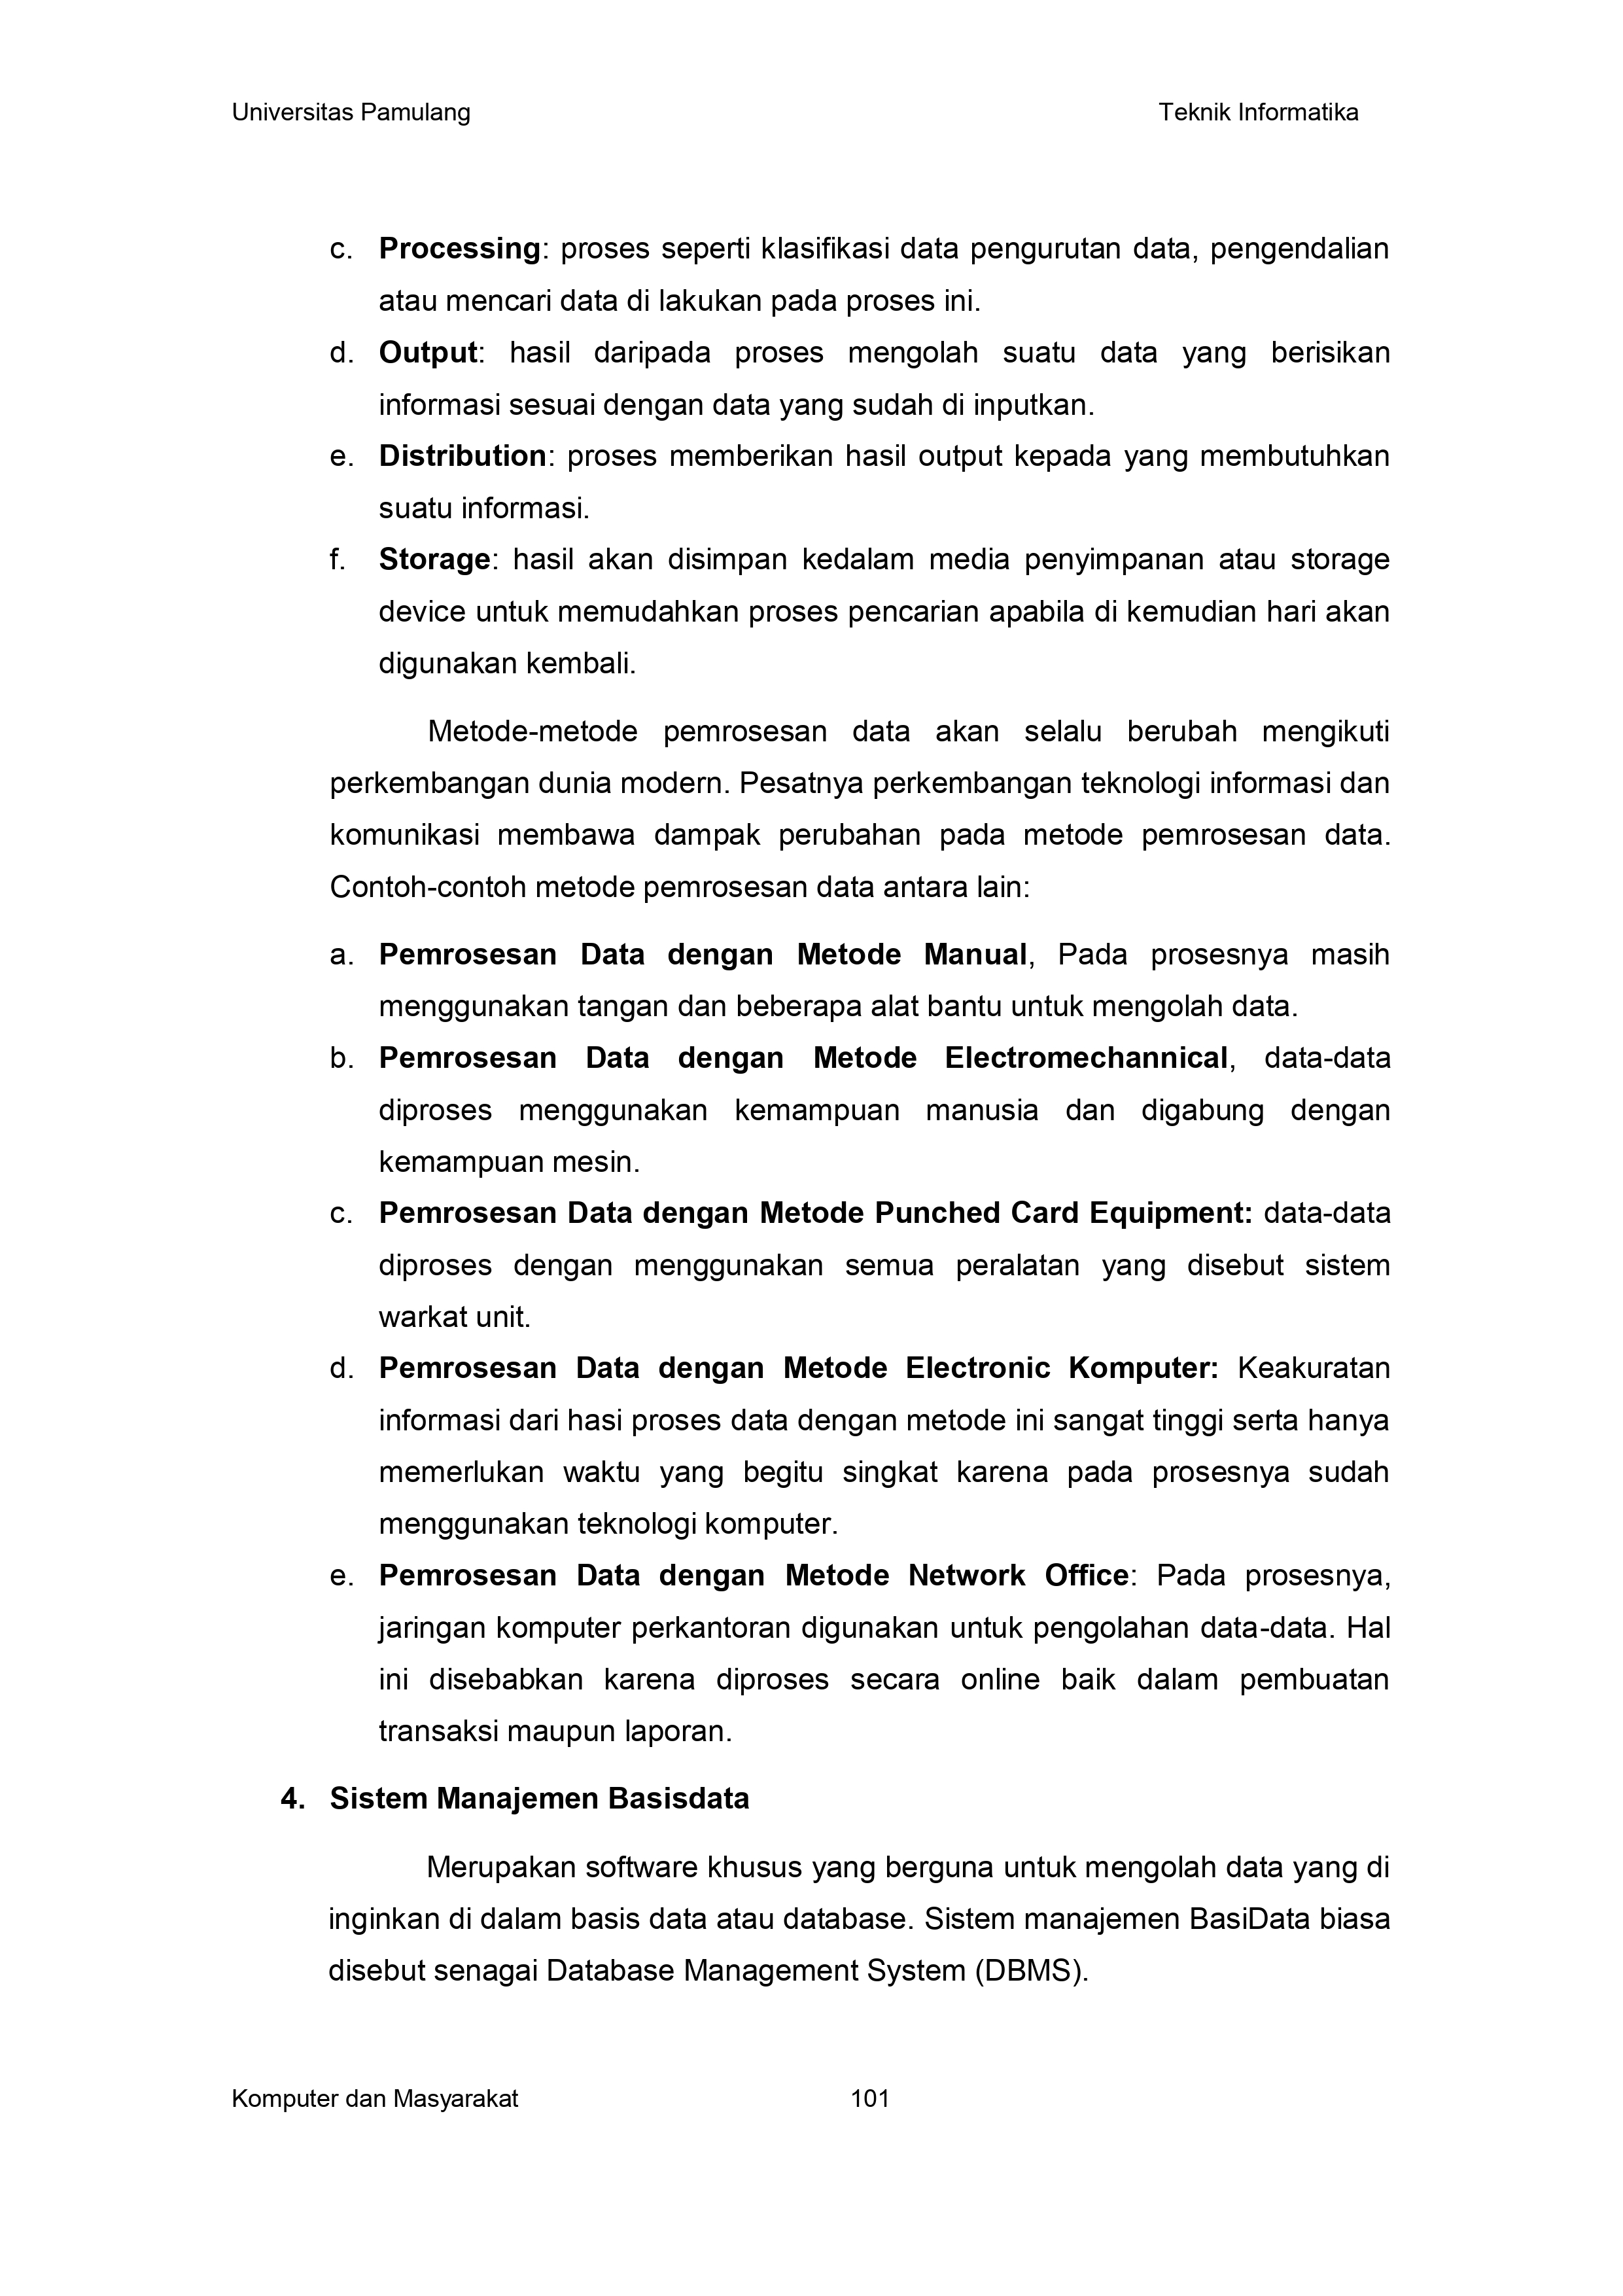 Universitas Pamulang Teknik Informatika
c. Processing: proses seperti klasifikasi data pengurutan data, pengendalian
atau mencari data di lakukan pada proses ini.
d. Output: hasil daripada proses mengolah suatu data yang berisikan
informasi sesuai dengan data yang sudah di inputkan.
e. Distribution: proses memberikan hasil output kepada yang membutuhkan
suatu informasi.
f. Storage: hasil akan disimpan kedalam media penyimpanan atau storage
device untuk memudahkan proses pencarian apabila di kemudian hari akan
digunakan kembali.
Metode-metode pemrosesan data akan selalu berubah mengikuti
perkembangan dunia modern. Pesatnya perkembangan teknologi informasi dan
komunikasi membawa dampak perubahan pada metode pemrosesan data.
Contoh-contoh metode pemrosesan data antara lain:
a. Pemrosesan Data dengan Metode Manual, Pada prosesnya masih
menggunakan tangan dan beberapa alat bantu untuk mengolah data.
b. Pemrosesan Data dengan Metode Electromechannical, data-data
diproses menggunakan kemampuan manusia dan digabung dengan
kemampuan mesin.
c. Pemrosesan Data dengan Metode Punched Card Equipment: data-data
diproses dengan menggunakan semua peralatan yang disebut sistem
warkat unit.
d. Pemrosesan Data dengan Metode Electronic Komputer: Keakuratan
informasi dari hasi proses data dengan metode ini sangat tinggi serta hanya
memerlukan waktu yang begitu singkat karena pada prosesnya sudah
menggunakan teknologi komputer.
e. Pemrosesan Data dengan Metode Network Office: Pada prosesnya,
jaringan komputer perkantoran digunakan untuk pengolahan data-data. Hal
ini disebabkan karena diproses secara online baik dalam pembuatan
transaksi maupun laporan.
4. Sistem Manajemen Basisdata
Merupakan software khusus yang berguna untuk mengolah data yang di
inginkan di dalam basis data atau database. Sistem manajemen BasiData biasa
disebut senagai Database Management System (DBMS).
Komputer dan Masyarakat 101